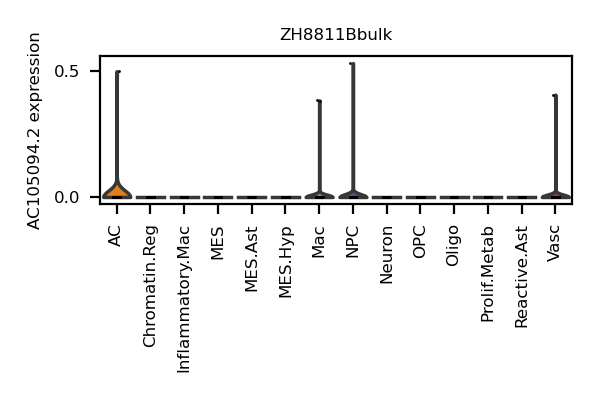 ZH8811Bbulk
AC105094.2 expression
0.5
0.0
AC
Chromatin.Reg
Inflammatory.Mac
MES
MES.Ast
MES.Hyp
Mac
NPC
Neuron
OPC
Oligo
Prolif.Metab
Reactive.Ast
Vasc